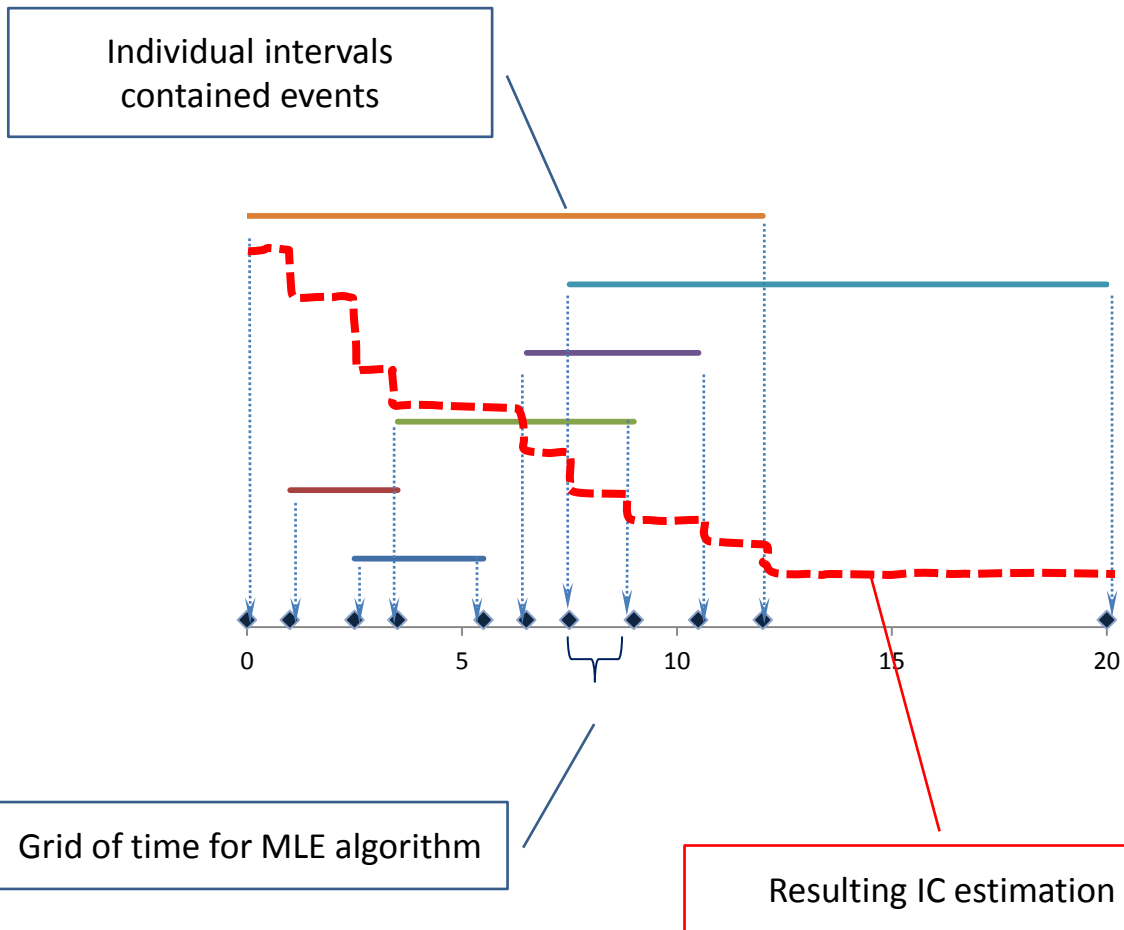 Individual intervals
contained events
0
5
10
15
20
Grid of time for MLE algorithm
Resulting IC estimation